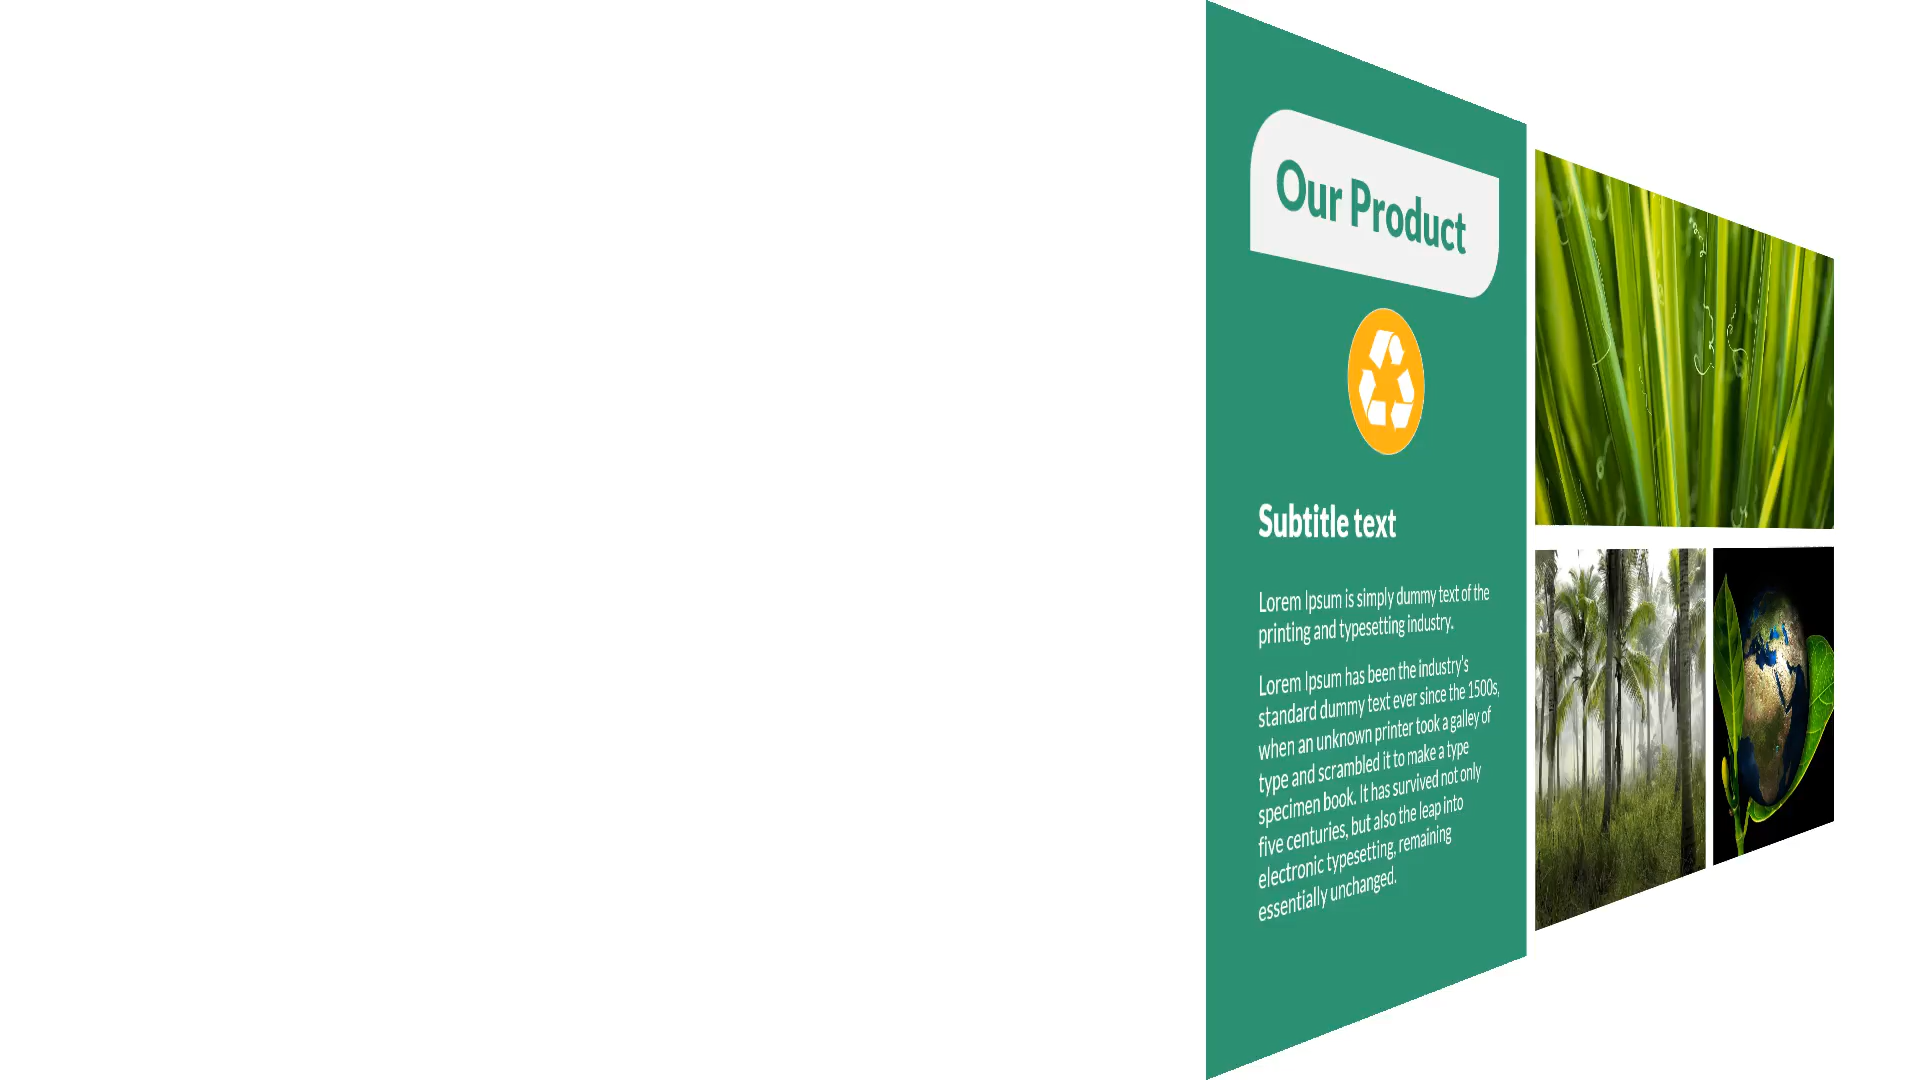 Our Product
Subtitle text
Lorem Ipsum is simply dummy text of the
printing and typesetting industry.
Lorem Ipsum has been the industry's
standard dummy text ever since the 1500s,
when an unknown printer took a galley of
type and scrambled it to make a type
specimen book. It has survived not only
five centuries, but also the leap into
electronic typesetting, remaining
essentially unchanged.